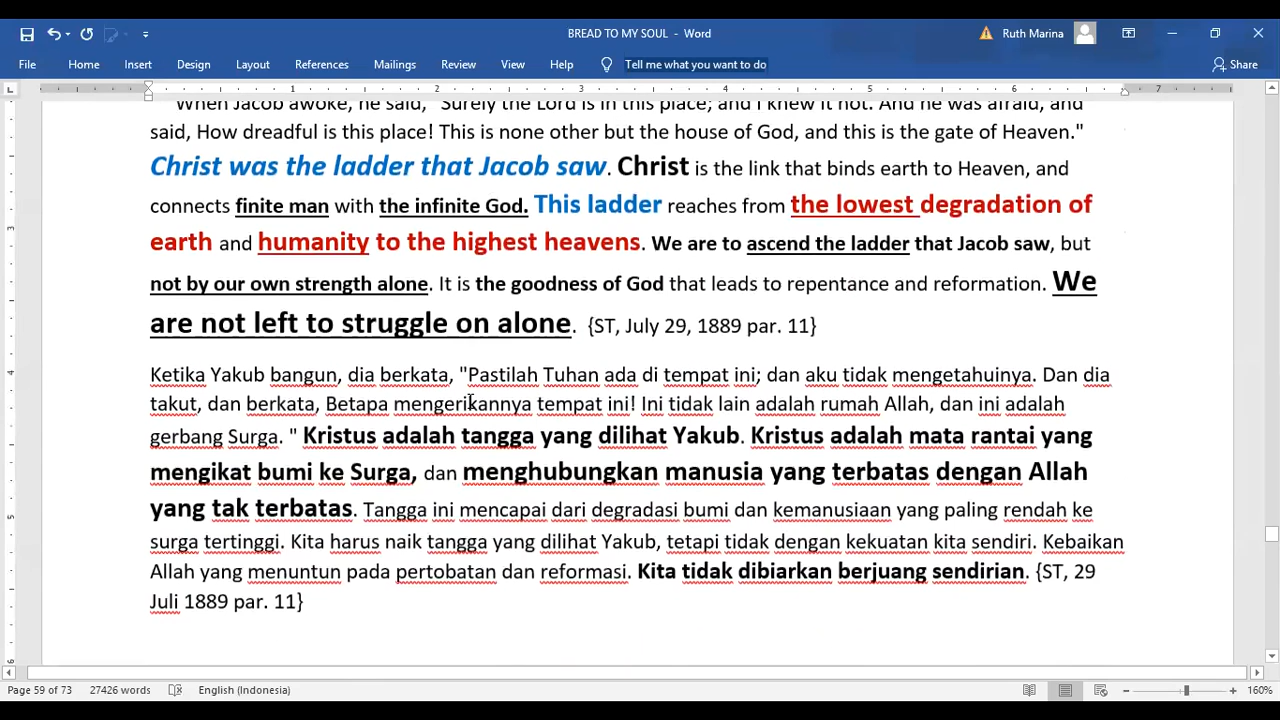 BREAD TO MY SOUL - Word
Ruth Marina
File Home Insert Design Layout References Mailings Review View Help Tell me what you want to do Share
1 2 3 4 5 6 7
When Jacob awoke, he said, "Surely the Lord is in this place; and I knew it not. And he was afraid, and
said, How dreadful is this place! This is none other but the house of God, and this is the gate of Heaven."
Christ was the ladder that Jacob saw. Christ is the link that binds earth to Heaven, and
connects finite man with the infinite God. This ladder reaches from the lowest degradation of
earth and humanity to the highest heavens. We are to ascend the ladder that Jacob saw, but
not by our own strength alone. It is the goodness of God that leads to repentance and reformation. We
are not left to struggle on alone. {ST, July 29, 1889 par. 11}
Ketika Yakub bangun, dia berkata, "Pastilah Tuhan ada di tempat ini; dan aku tidak mengetahuinya. Dan dia
takut, dan berkata, Betapa mengerikannya tempat ini! Ini tidak lain adalah rumah Allah, dan ini adalah
gerbang Surga. " Kristus adalah tangga yang dilihat Yakub. Kristus adalah mata rantai yang
mengikat bumi ke Surga, dan menghubungkan manusia yang terbatas dengan Allah
yang tak terbatas. Tangga ini mencapai dari degradasi bumi dan kemanusiaan yang paling rendah ke
surga tertinggi. Kita harus naik tangga yang dilihat Yakub, tetapi tidak dengan kekuatan kita sendiri. Kebaikan
Allah yang menuntun pada pertobatan dan reformasi. Kita tidak dibiarkan berjuang sendirian. {ST, 29
Juli 1889 par. 11}
Page 59 of 73 27426 words English (Indonesia) 160%